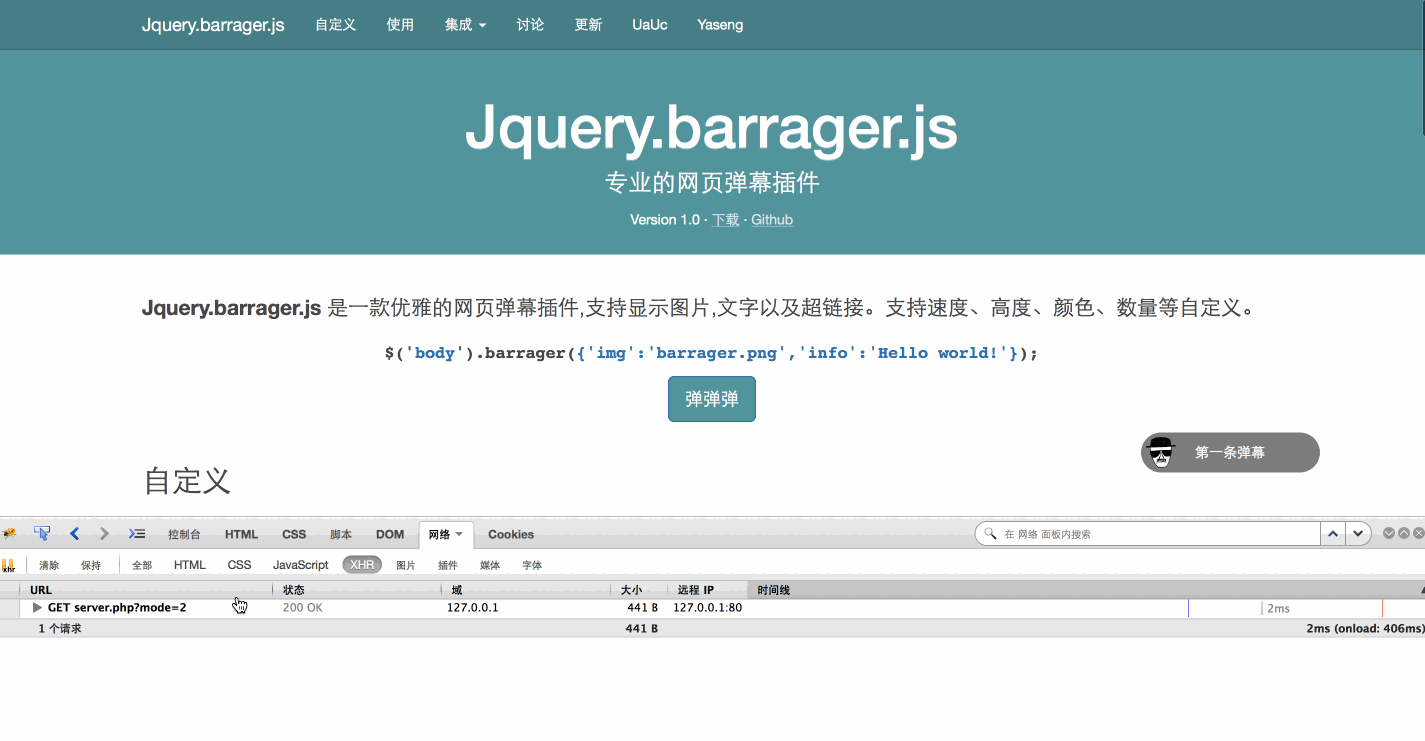 Jquery.barrager.js 自定义 使用 集成 讨论 更新 UaUc Yaseng
Jquery.barrager.js
专业的网页弹幕插件
Version 1.0 · 下载 · Github
Jquery.barrager.js 是一款优雅的网页弹幕插件,支持显示图片,文字以及超链接。支持速度、高度、颜色、数量等自定义。
$('body').barrager({'img':'barrager.png','info':'Hello world!'});
弹弹弹
第一条弹幕
自定义
控制台 HTML CSS 脚本 DOM 网络 Cookies 在 网络 面板内搜索
xhr 清除 保持 全部 HTML CSS JavaScript XHR 图片 插件 媒体 字体
URL 状态 域 大小 远程 IP 时间线
GET server.php?mode=2 200 OK 127.0.0.1 441 B 127.0.0.1:80 2ms
1 个请求 441 B 2ms (onload: 406ms)